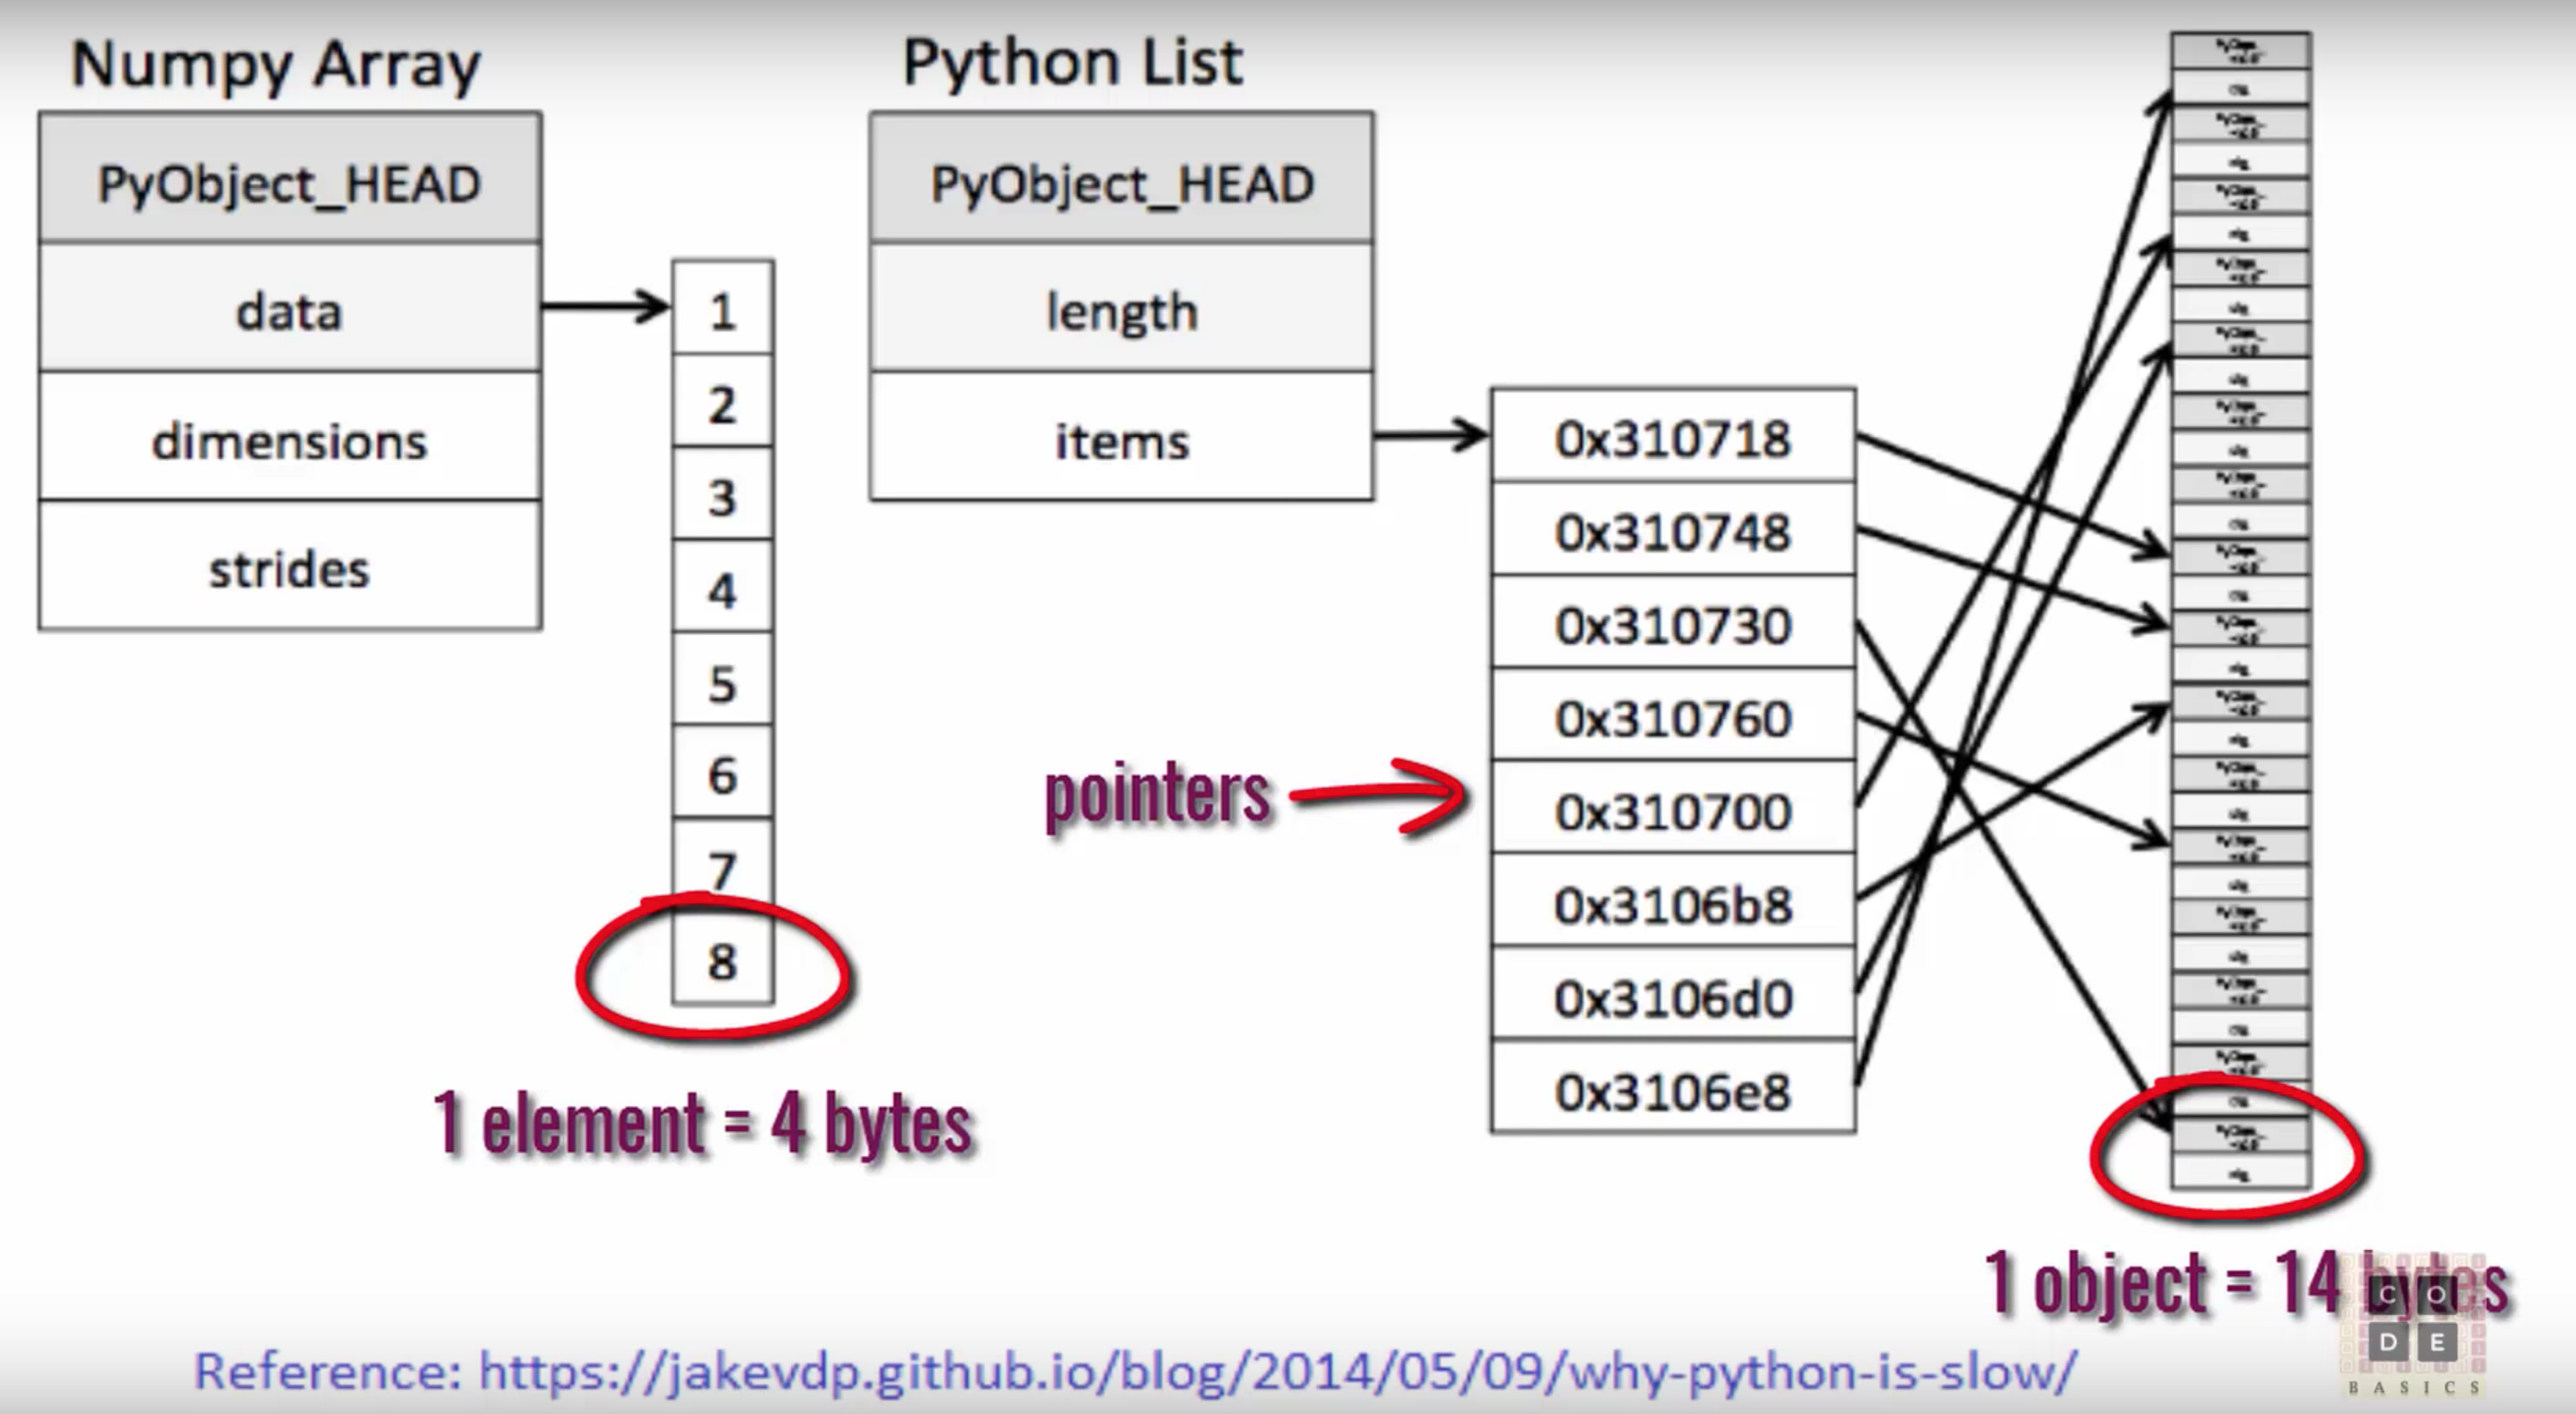 Numpy Array
PyObject_HEAD
data
dimensions
strides
1
2
3
4
5
6
7
8
1 element = 4 bytes
Python List
PyObject_HEAD
length
items
pointers
0x310718
0x310748
0x310730
0x310760
0x310700
0x3106b8
0x3106d0
0x3106e8
1 object = 14 bytes
Reference: https://jakevdp.github.io/blog/2014/05/09/why-python-is-slow/
C O
D E
BASICS